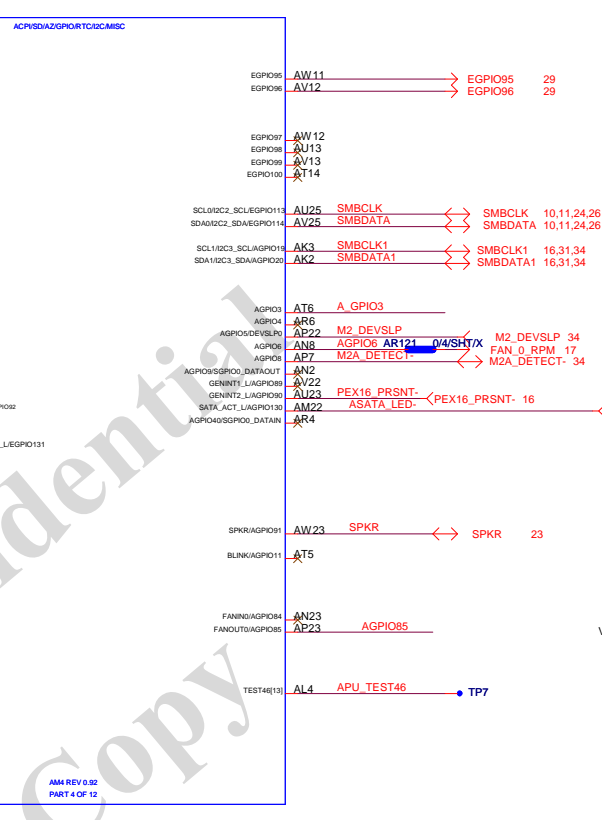 ACPI/SD/AZ/GPIO/RTC/I2C/MISC
EGPIO95 AW11 EGPIO95 29
EGPIO96 AV12 EGPIO96 29
EGPIO97 AW12
EGPIO98 AU13
EGPIO99 AV13
EGPIO100 AT14
SCL0/I2C2_SCL/EGPIO113 AU25 SMBCLK SMBCLK 10,11,24,26
SDA0/I2C2_SDA/EGPIO114 AV25 SMBDATA SMBDATA 10,11,24,26
SCL1/I2C3_SCL/AGPIO19 AK3 SMBCLK1 SMBCLK1 16,31,34
SDA1/I2C3_SDA/AGPIO20 AK2 SMBDATA1 SMBDATA1 16,31,34
AGPIO3 AT6 A_GPIO3
AGPIO4 AR6
AGPIO5/DEVSLP0 AP22 M2_DEVSLP M2_DEVSLP 34
AGPIO6 AN8 AGPIO6 AR121 0/4/SHT/X FAN_0_RPM 17
AGPIO8 AP7 M2A_DETECT- M2A_DETECT- 34
AGPIO9/SGPIO0_DATAOUT AN2
GENINT1_L/AGPIO89 AV22
GENINT2_L/AGPIO90 AU23 PEX16_PRSNT- PEX16_PRSNT- 16
SATA_ACT_L/AGPIO130 AM22 ASATA_LED-
PIO92
AGPIO40/SGPIO0_DATAIN AR4
_L/EGPIO131
SPKR/AGPIO91 AW23 SPKR SPKR 23
BLINK/AGPIO11 AT5
FANIN0/AGPIO84 AN23
FANOUT0/AGPIO85 AP23 AGPIO85
TEST46[13] AL4 APU_TEST46 TP7
AM4 REV 0.92
PART 4 OF 12
fidential
Copy